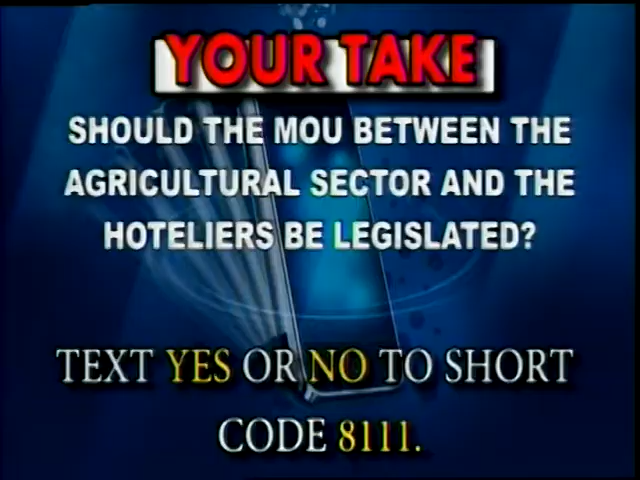 YOUR TAKE
SHOULD THE MOU BETWEEN THE
AGRICULTURAL SECTOR AND THE
HOTELIERS BE LEGISLATED?
TEXT YES OR NO TO SHORT
CODE 8111.